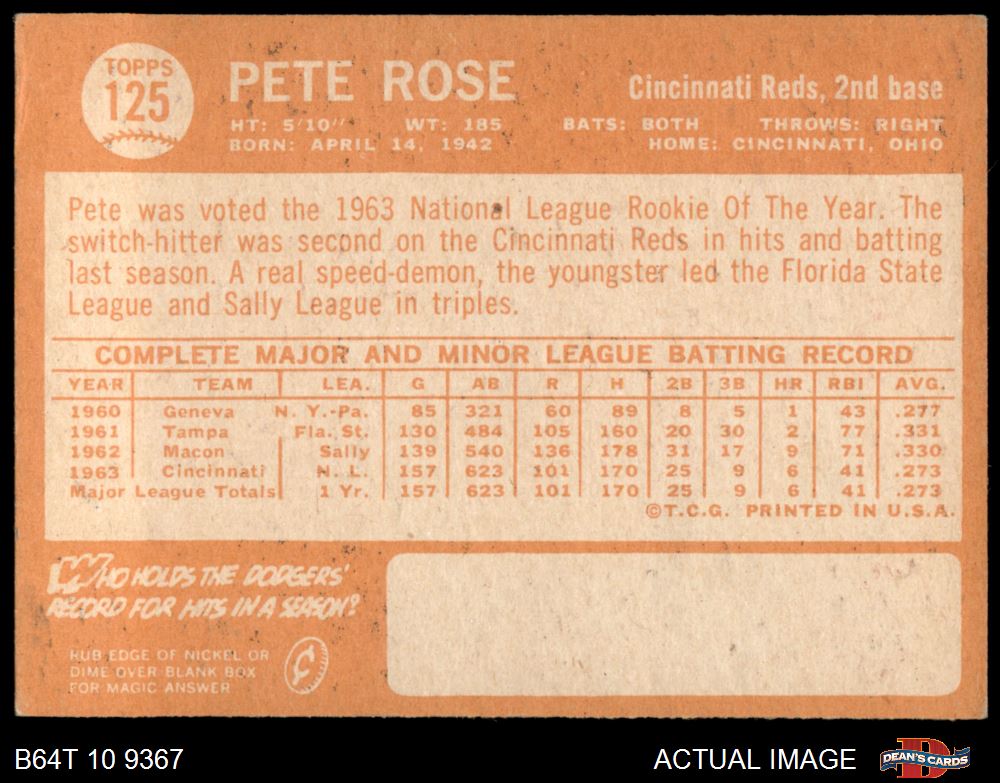 TOPPS
125
PETE ROSE
Cincinnati Reds, 2nd base
HT: 5'10" WT: 185 BATS: BOTH THROWS: RIGHT
BORN: APRIL 14, 1942 HOME: CINCINNATI, OHIO
Pete was voted the 1963 National League Rookie Of The Year. The
switch-hitter was second on the Cincinnati Reds in hits and batting
last season. A real speed-demon, the youngster led the Florida State
League and Sally League in triples.
COMPLETE MAJOR AND MINOR LEAGUE BATTING RECORD
YEAR TEAM LEA. G AB R H 2B 3B HR RBI AVG.
1960 Geneva N. Y.-Pa. 85 321 60 89 8 5 1 43 .277
1961 Tampa Fla. St. 130 484 105 160 20 30 2 77 .331
1962 Macon Sally 139 540 136 178 31 17 9 71 .330
1963 Cincinnati N. L. 157 623 101 170 25 9 6 41 .273
Major League Totals 1 Yr. 157 623 101 170 25 9 6 41 .273
©T.C.G. PRINTED IN U.S.A.
WHO HOLDS THE DODGERS'
RECORD FOR HITS IN A SEASON?
RUB EDGE OF NICKEL OR
DIME OVER BLANK BOX
FOR MAGIC ANSWER
¢
B64T 10 9367
ACTUAL IMAGE
D
DEAN'S CARDS